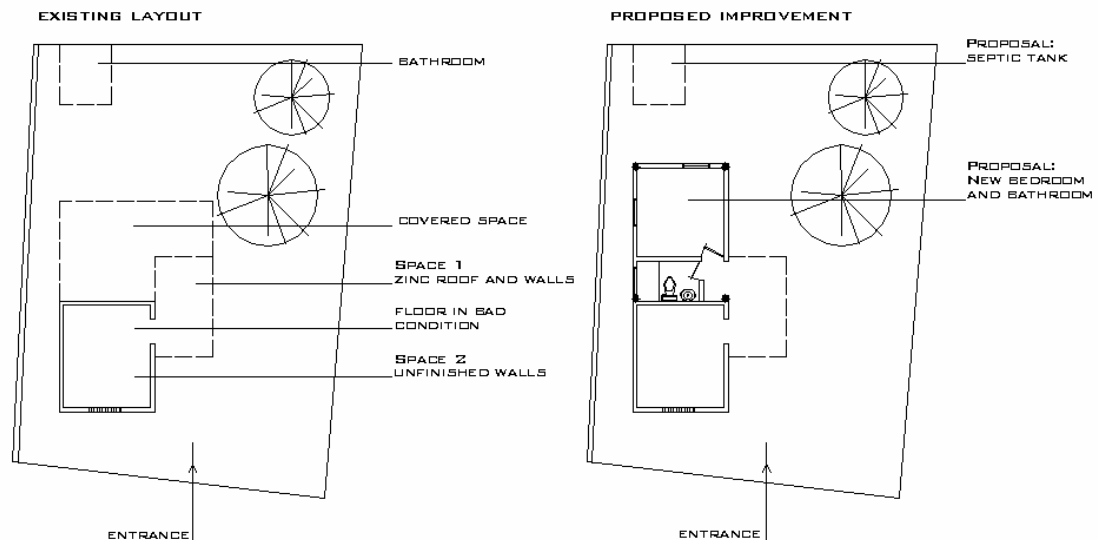 EXISTING LAYOUT
BATHROOM
COVERED SPACE
SPACE 1
ZINC ROOF AND WALLS
FLOOR IN BAD
CONDITION
SPACE 2
UNFINISHED WALLS
ENTRANCE
PROPOSED IMPROVEMENT
PROPOSAL:
SEPTIC TANK
PROPOSAL:
NEW BEDROOM
AND BATHROOM
ENTRANCE